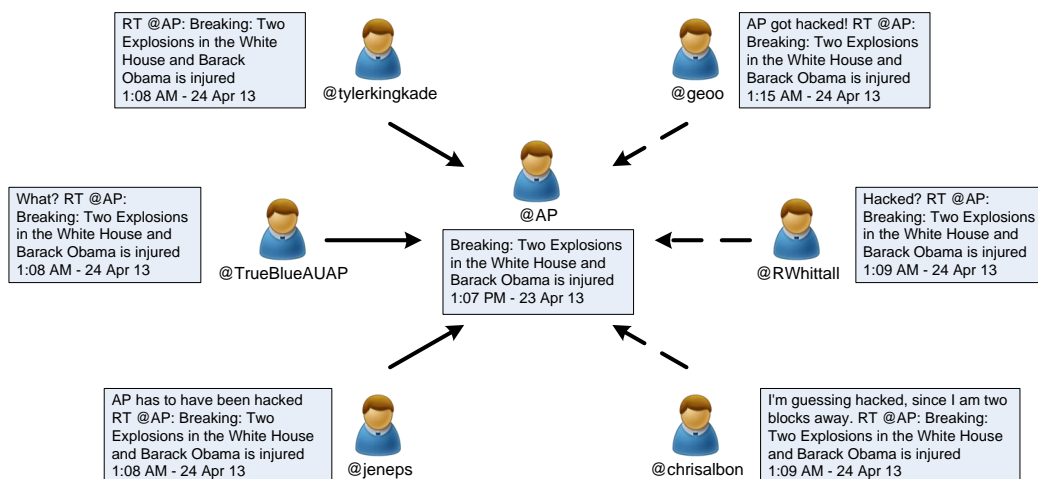 RT @AP: Breaking: Two
Explosions in the White
House and Barack
Obama is injured
1:08 AM - 24 Apr 13
@tylerkingkade
AP got hacked! RT @AP:
Breaking: Two Explosions
in the White House and
Barack Obama is injured
1:15 AM - 24 Apr 13
@geoo
What? RT @AP:
Breaking: Two Explosions
in the White House and
Barack Obama is injured
1:08 AM - 24 Apr 13
@TrueBlueAUAP
@AP
Breaking: Two Explosions
in the White House and
Barack Obama is injured
1:07 PM - 23 Apr 13
Hacked? RT @AP:
Breaking: Two Explosions
in the White House and
Barack Obama is injured
1:09 AM - 24 Apr 13
@RWhittall
AP has to have been hacked
RT @AP: Breaking: Two
Explosions in the White House
and Barack Obama is injured
1:08 AM - 24 Apr 13
@jeneps
I'm guessing hacked, since I am two
blocks away. RT @AP: Breaking:
Two Explosions in the White House
and Barack Obama is injured
1:09 AM - 24 Apr 13
@chrisalbon